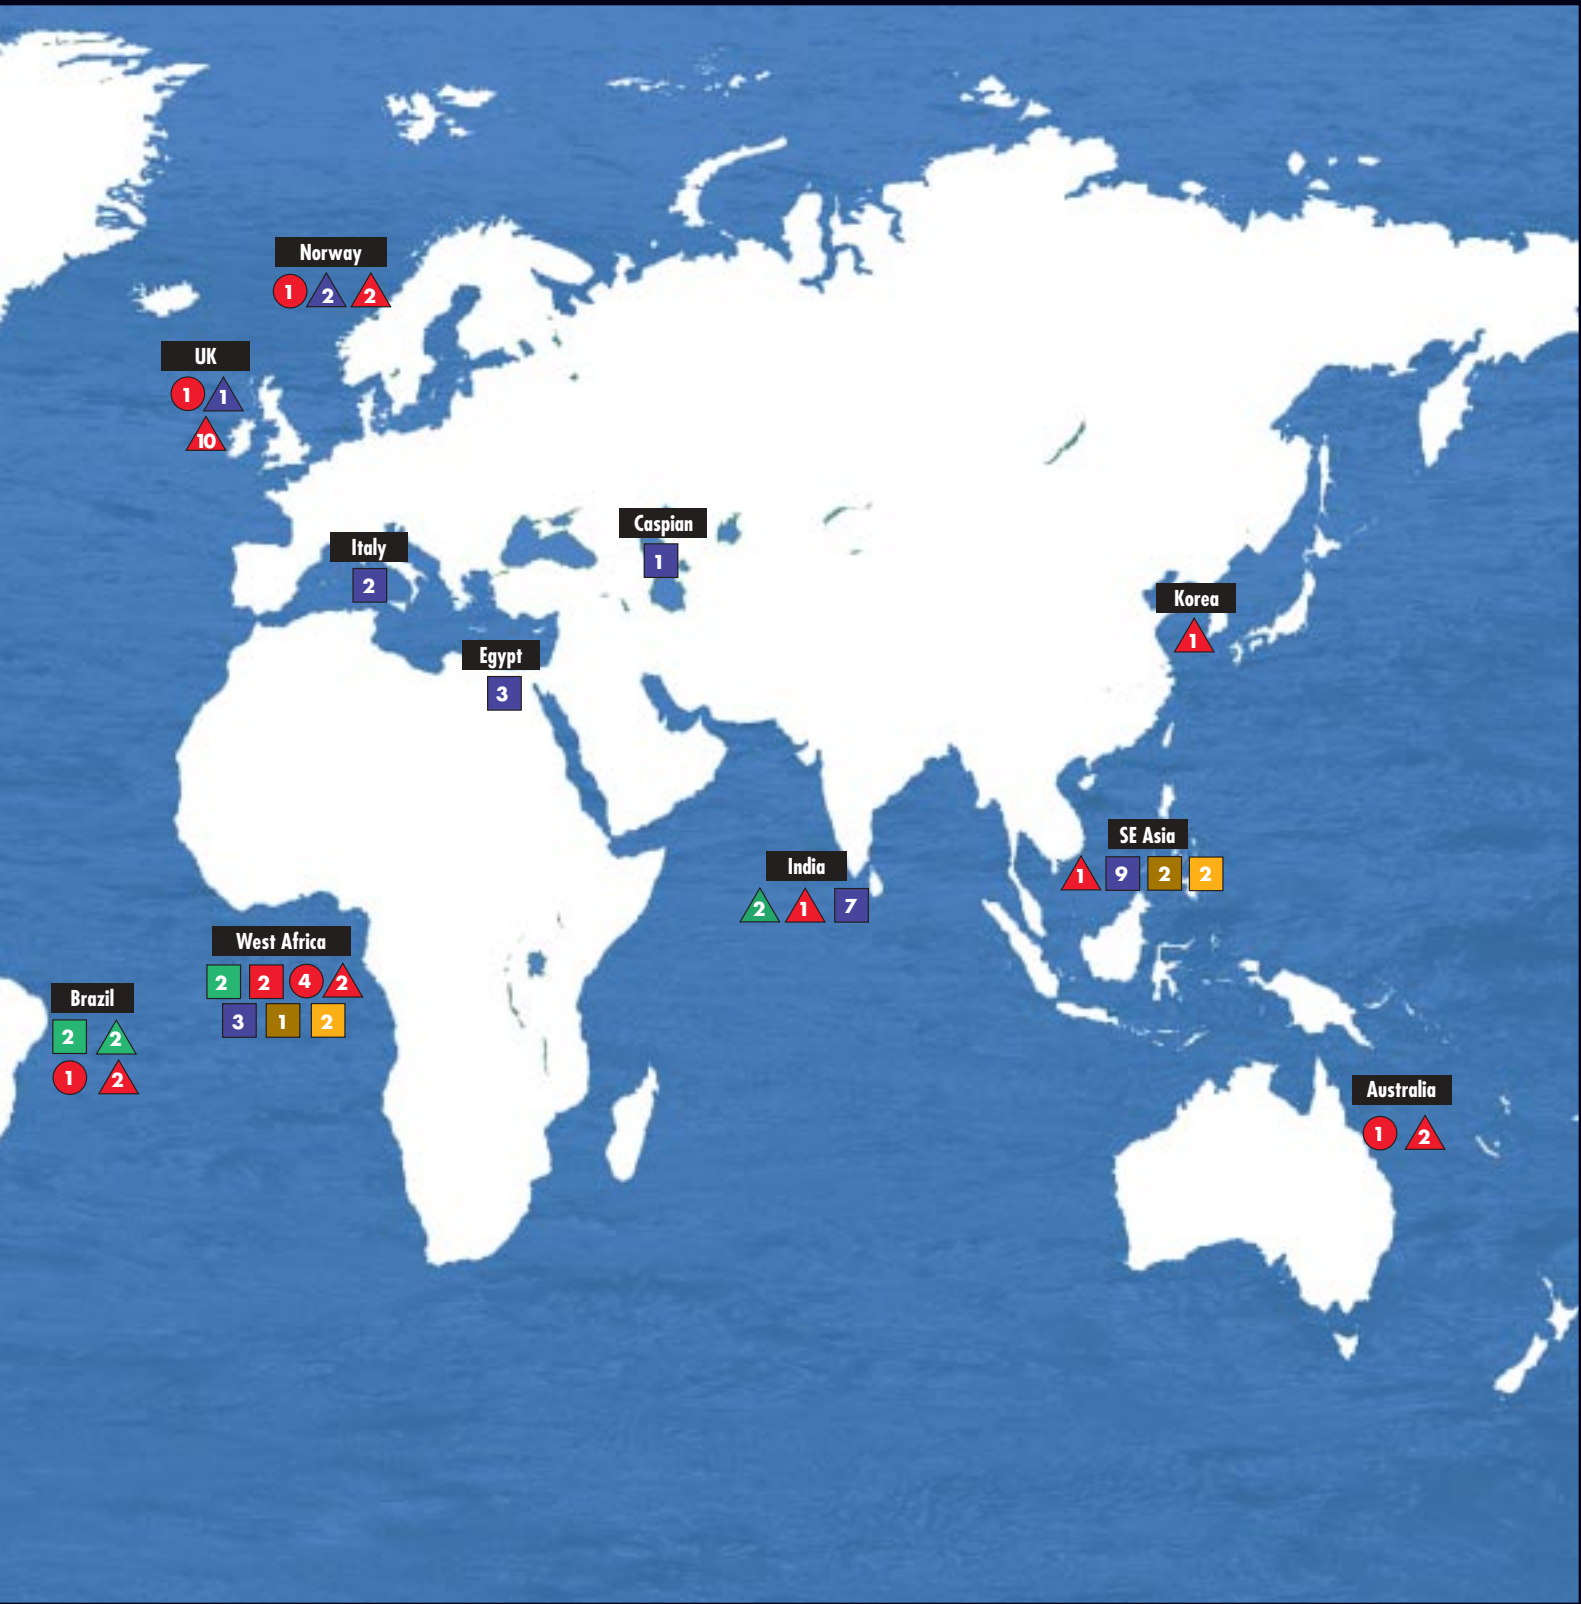 Norway
1 2 2
UK
1 1
10
Italy
2
Caspian
1
Egypt
3
Korea
1
SE Asia
1 9 2 2
India
2 1 7
West Africa
2 2 4 2
3 1 2
Brazil
2 2
1 2
Australia
1 2